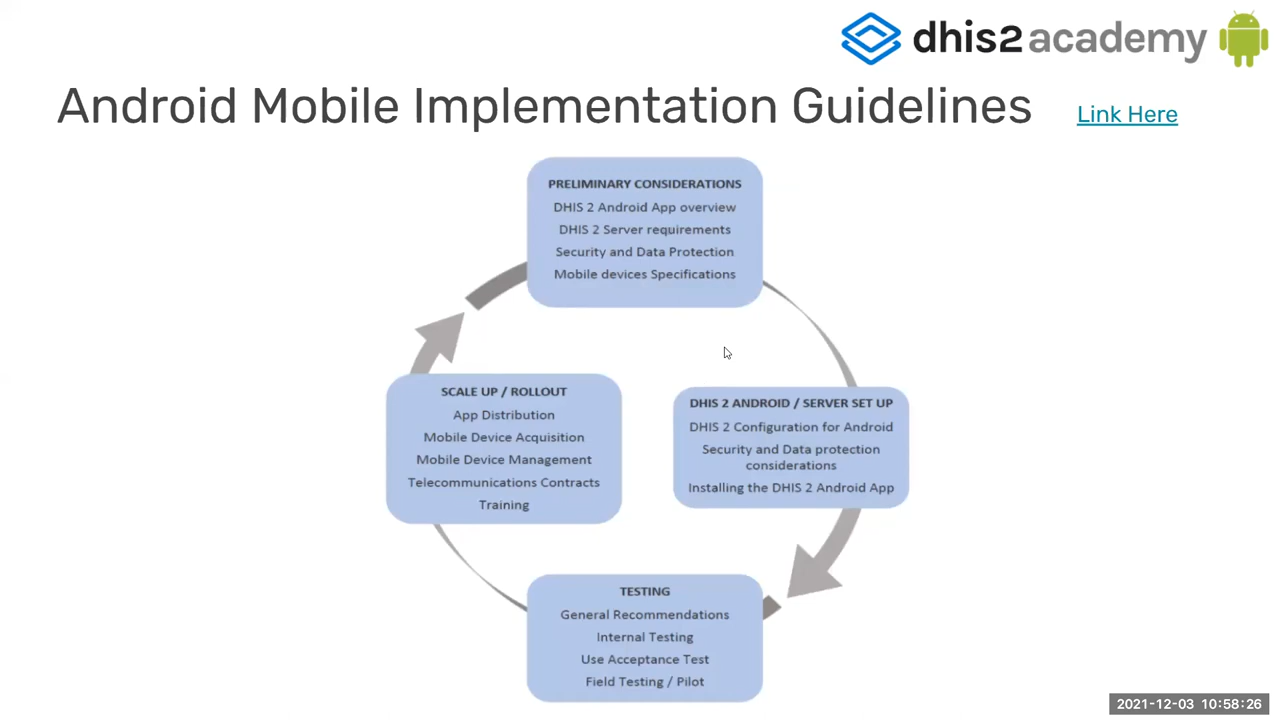 dhis2 academy
Android Mobile Implementation Guidelines
Link Here
PRELIMINARY CONSIDERATIONS
DHIS 2 Android App overview
DHIS 2 Server requirements
Security and Data Protection
Mobile devices Specifications
SCALE UP / ROLLOUT
App Distribution
Mobile Device Acquisition
Mobile Device Management
Telecommunications Contracts
Training
DHIS 2 ANDROID / SERVER SET UP
DHIS 2 Configuration for Android
Security and Data protection
considerations
Installing the DHIS 2 Android App
TESTING
General Recommendations
Internal Testing
Use Acceptance Test
Field Testing / Pilot
2021-12-03 10:58:26